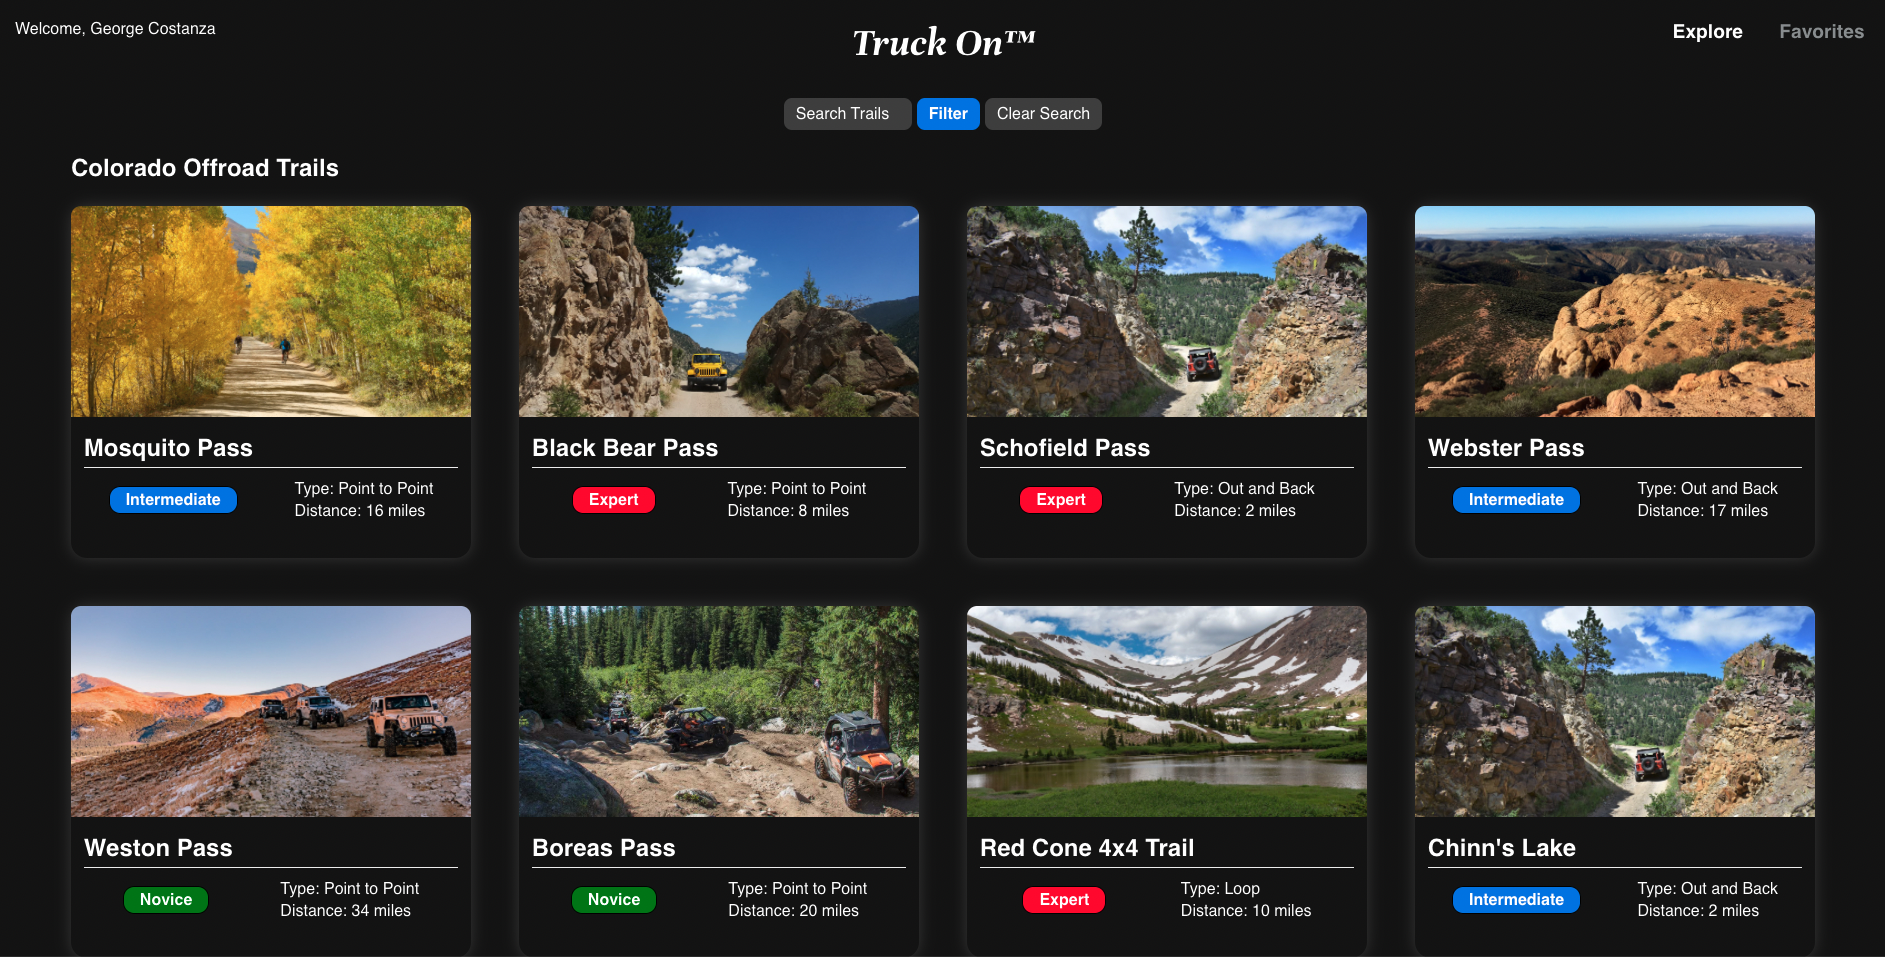 Welcome, George Costanza
Truck On™
Explore
Favorites
Search Trails
Filter
Clear Search
Colorado Offroad Trails
Mosquito Pass
Intermediate
Type: Point to Point
Distance: 16 miles
Black Bear Pass
Expert
Type: Point to Point
Distance: 8 miles
Schofield Pass
Expert
Type: Out and Back
Distance: 2 miles
Webster Pass
Intermediate
Type: Out and Back
Distance: 17 miles
Weston Pass
Novice
Type: Point to Point
Distance: 34 miles
Boreas Pass
Novice
Type: Point to Point
Distance: 20 miles
Red Cone 4x4 Trail
Expert
Type: Loop
Distance: 10 miles
Chinn's Lake
Intermediate
Type: Out and Back
Distance: 2 miles